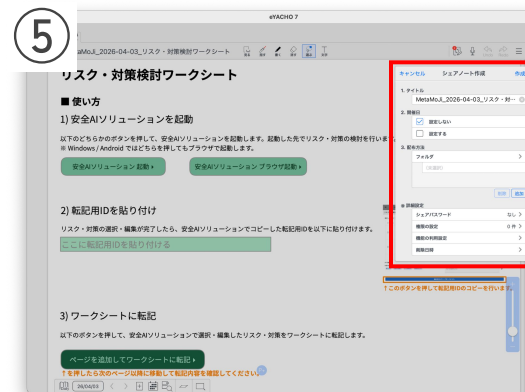 ⑤
eYACHO 7
MetaMoJi_2026-04-03_リスク・対策検討ワークシート
リスク・対策検討ワークシート
■ 使い方
1) 安全AIソリューションを起動
以下のどちらかのボタンを押して、安全AIソリューションを起動します。起動した先でリスク・対策の検討を行います。
※ Windows / Android ではどちらを押してもブラウザで起動します。
安全AIソリューション 起動
安全AIソリューション ブラウザ起動
2) 転記用IDを貼り付け
リスク・対策の選択・編集が完了したら、安全AIソリューションでコピーした転記用IDを以下に貼り付けます。
ここに転記用IDを貼り付ける
↑このボタンを押して転記用IDのコピーを行います。
3) ワークシートに転記
以下のボタンを押して、安全AIソリューションで選択・編集したリスク・対策をワークシートに転記します。
ページを追加してワークシートに転記
↑を押したら次のページ以降に移動して転記内容を確認してください。
26/04/03
キャンセル シェアノート作成 作成
1. タイトル
MetaMoJi_2026-04-03_リスク・対…
2. 開催日
設定しない
設定する
3. 配布方法
フォルダ
(未選択)
削除 追加
詳細設定
シェアパスワード なし
権限の設定 0 件
機能の利用設定
削除日時